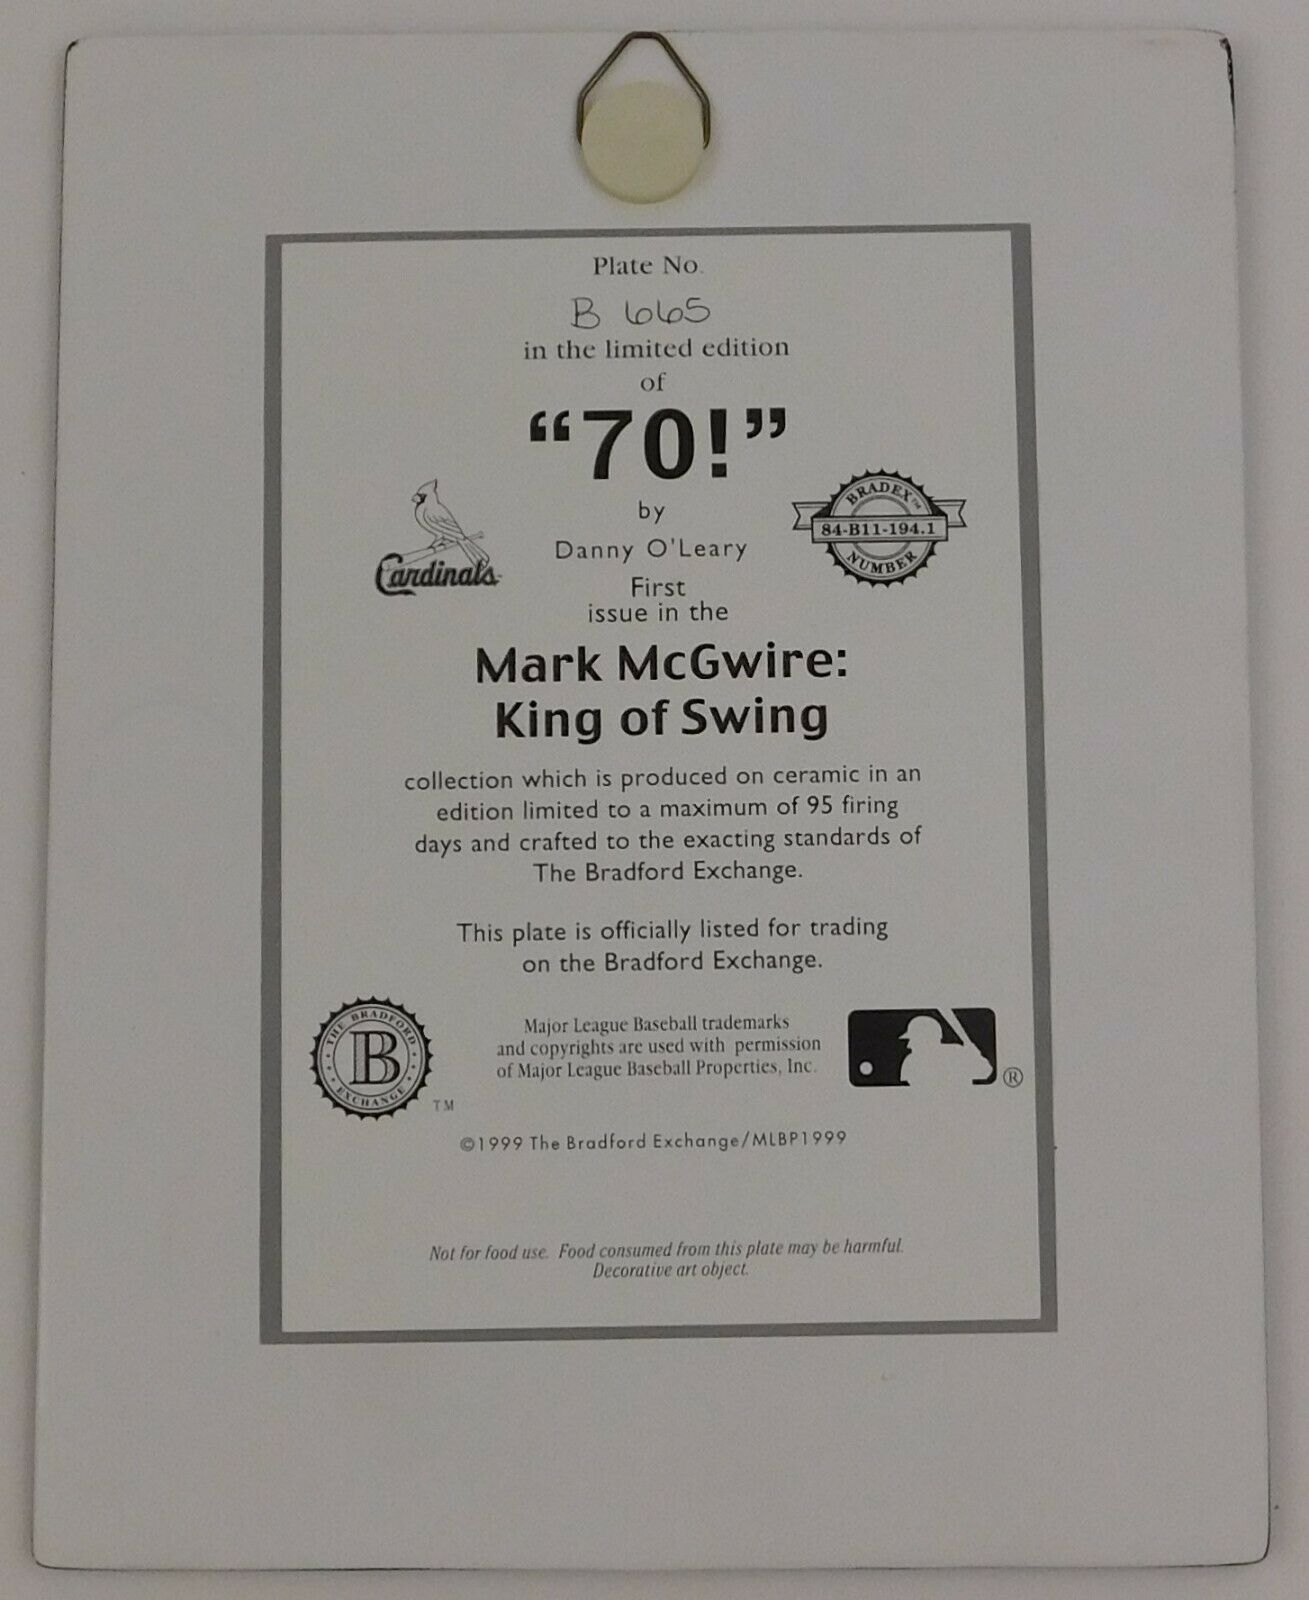 Plate No.
B 665
in the limited edition
of
“70!”
by
Danny O'Leary
Cardinals
BRADEX™
84-B11-194.1
NUMBER
First
issue in the
Mark McGwire:
King of Swing
collection which is produced on ceramic in an
edition limited to a maximum of 95 firing
days and crafted to the exacting standards of
The Bradford Exchange.
This plate is officially listed for trading
on the Bradford Exchange.
THE BRADFORD
B
EXCHANGE
TM
Major League Baseball trademarks
and copyrights are used with permission
of Major League Baseball Properties, Inc.
®
©1999 The Bradford Exchange/MLBP1999
Not for food use. Food consumed from this plate may be harmful.
Decorative art object.